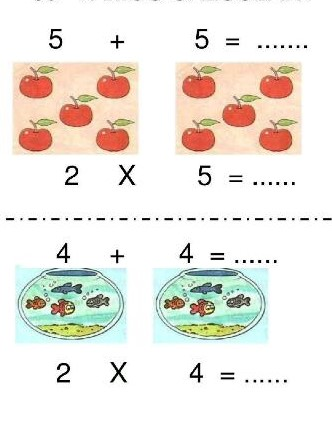 5 + 5 = .......
2 X 5 = ......
4 + 4 = ......
2 X 4 = ......